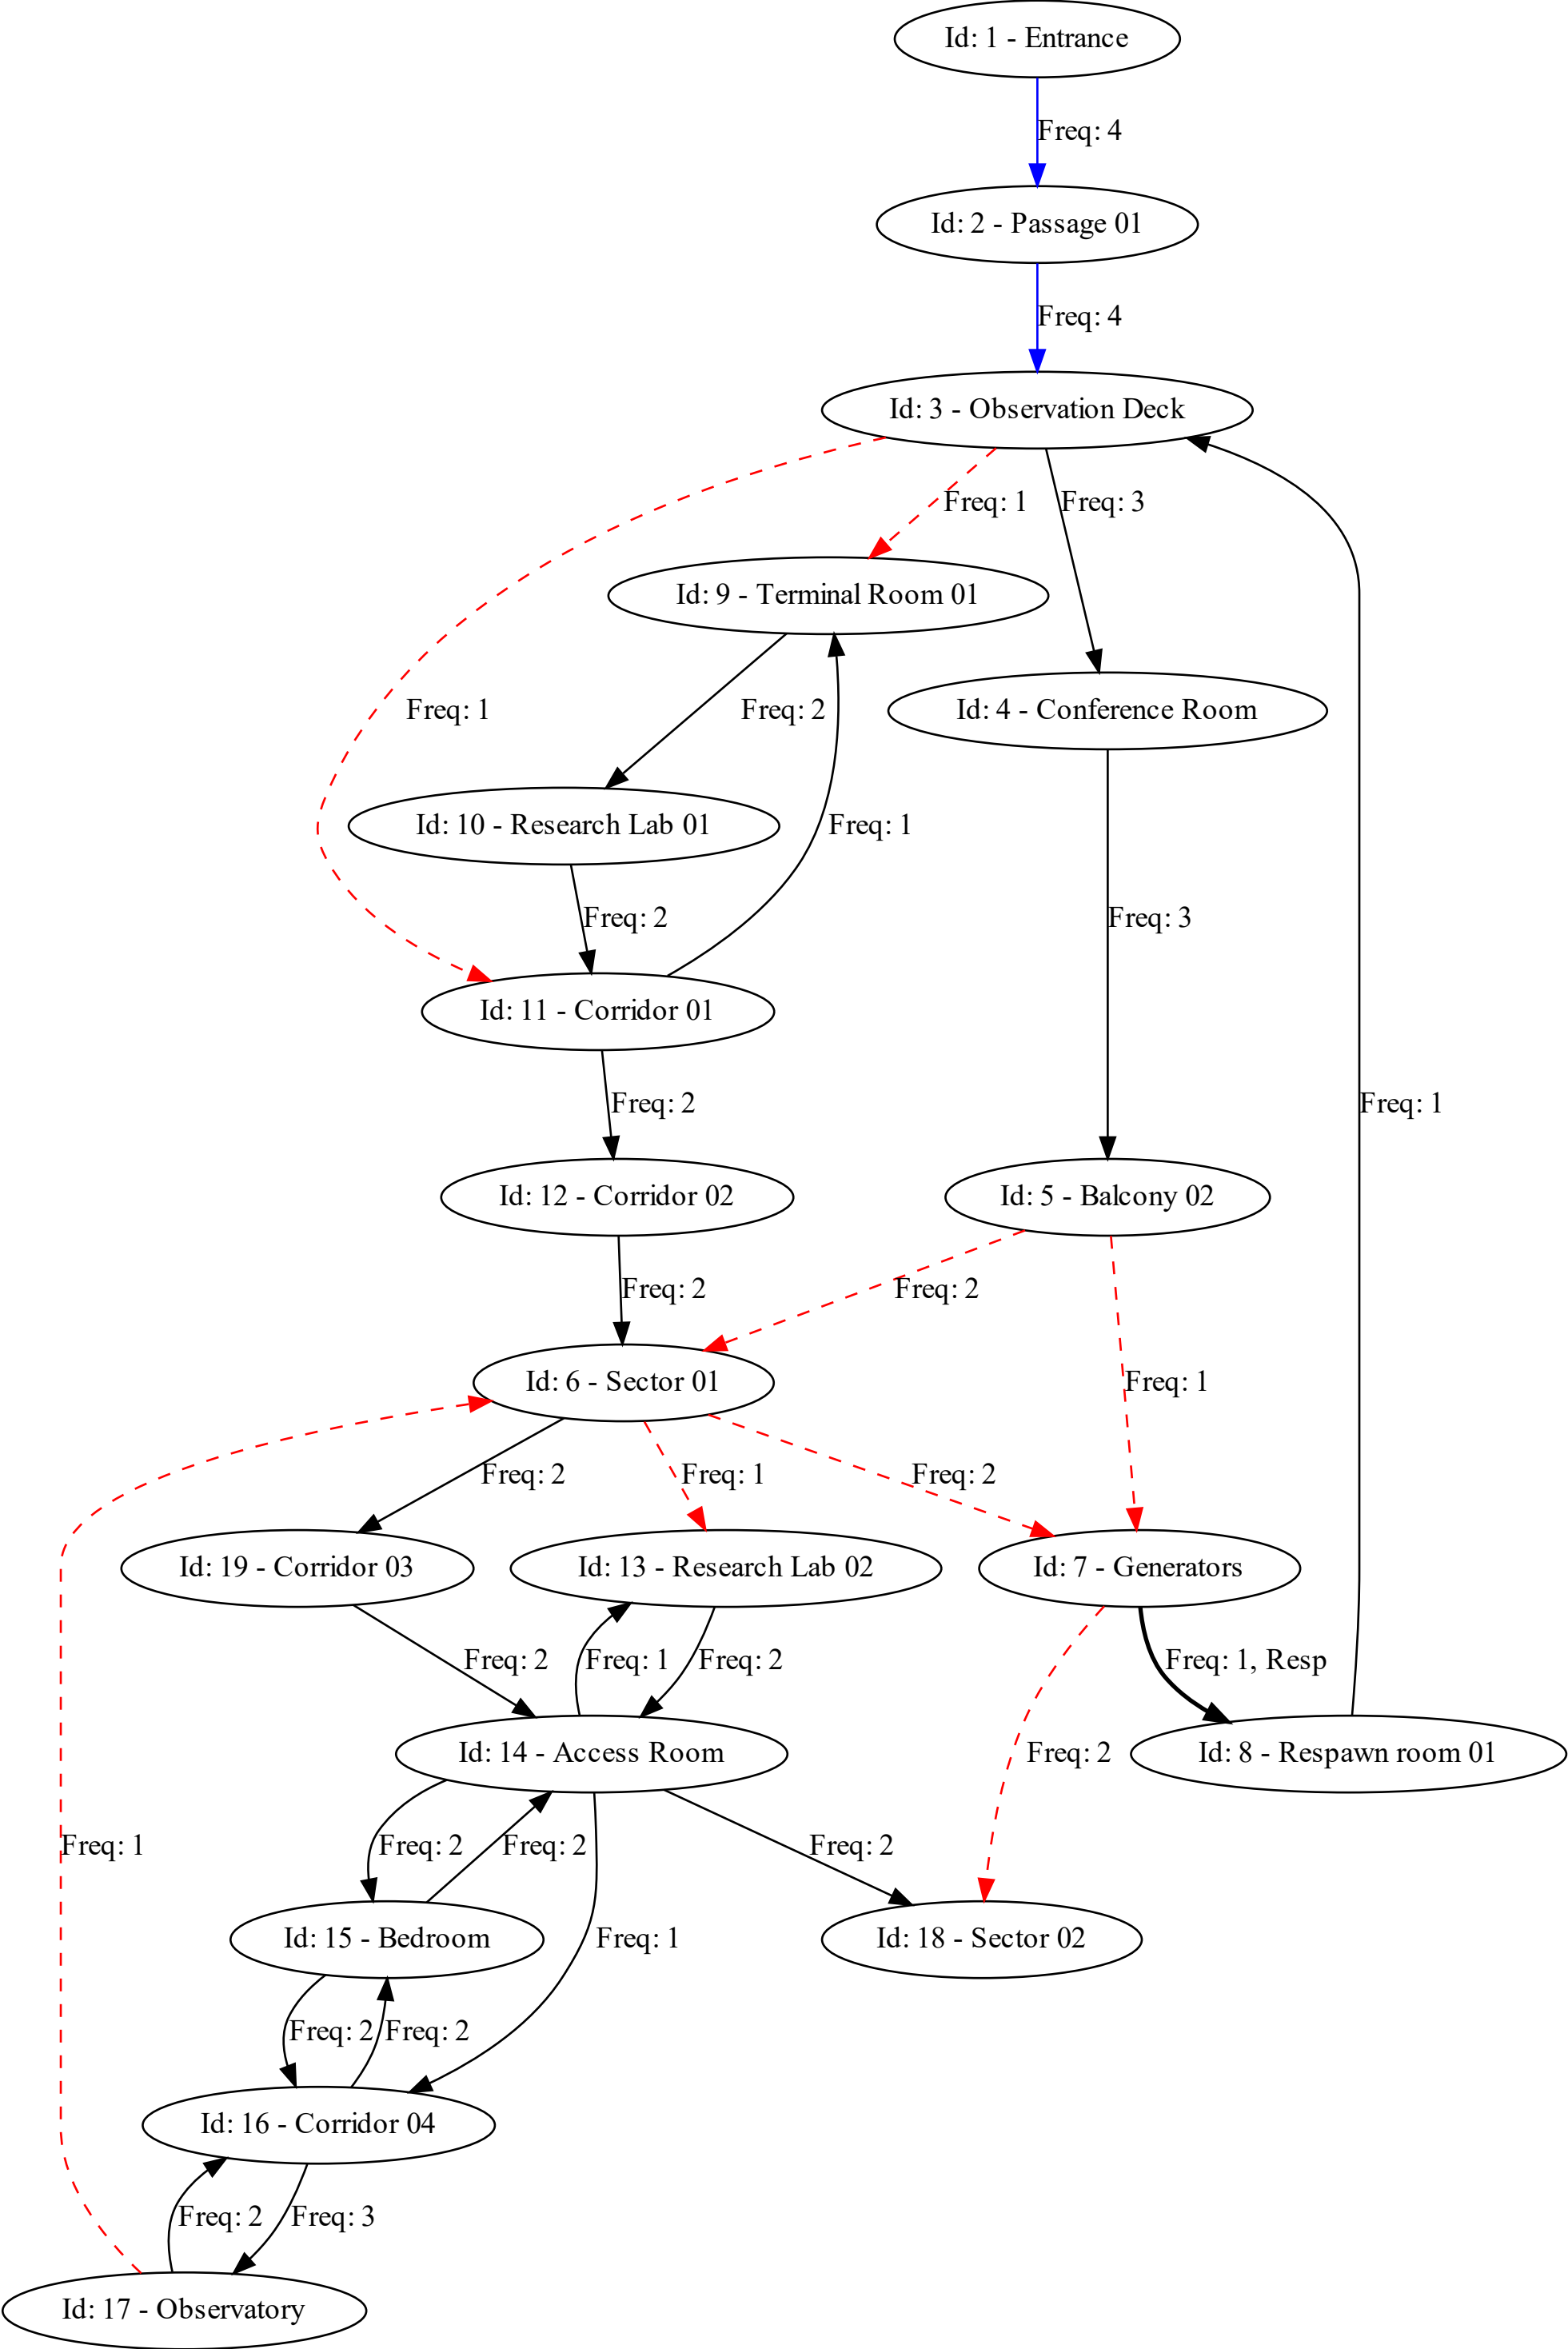 Id: 1 - Entrance
Freq: 4
Id: 2 - Passage 01
Freq: 4
Id: 3 - Observation Deck
Freq: 1
Freq: 3
Id: 9 - Terminal Room 01
Freq: 1
Freq: 2
Id: 4 - Conference Room
Id: 10 - Research Lab 01
Freq: 1
Freq: 2
Freq: 3
Id: 11 - Corridor 01
Freq: 2
Freq: 1
Id: 12 - Corridor 02
Id: 5 - Balcony 02
Freq: 2
Freq: 2
Id: 6 - Sector 01
Freq: 1
Freq: 2
Freq: 1
Freq: 2
Id: 19 - Corridor 03
Id: 13 - Research Lab 02
Id: 7 - Generators
Freq: 2
Freq: 1
Freq: 2
Freq: 1, Resp
Id: 14 - Access Room
Freq: 2
Id: 8 - Respawn room 01
Freq: 1
Freq: 2
Freq: 2
Freq: 2
Id: 15 - Bedroom
Freq: 1
Id: 18 - Sector 02
Freq: 2
Freq: 2
Id: 16 - Corridor 04
Freq: 2
Freq: 3
Id: 17 - Observatory